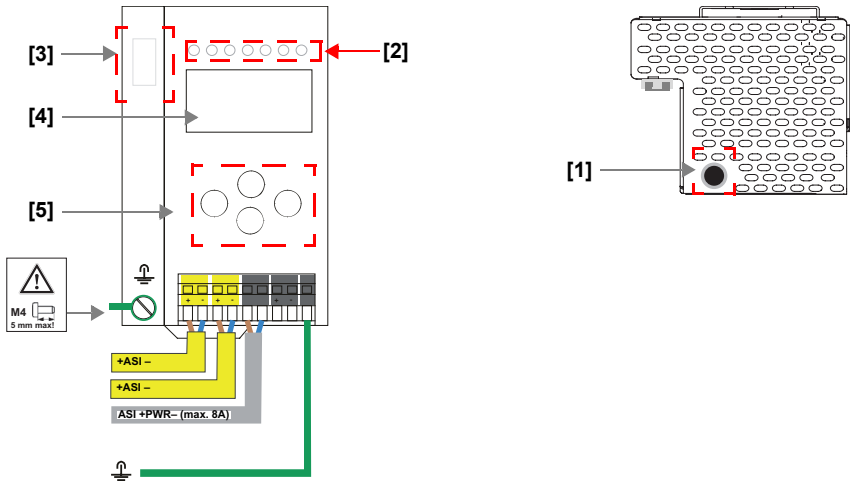 [3]
[2]
[4]
[1]
[5]
M4
5 mm max!
+ - + - + -
+ASI –
+ASI –
ASI +PWR– (max. 8A)